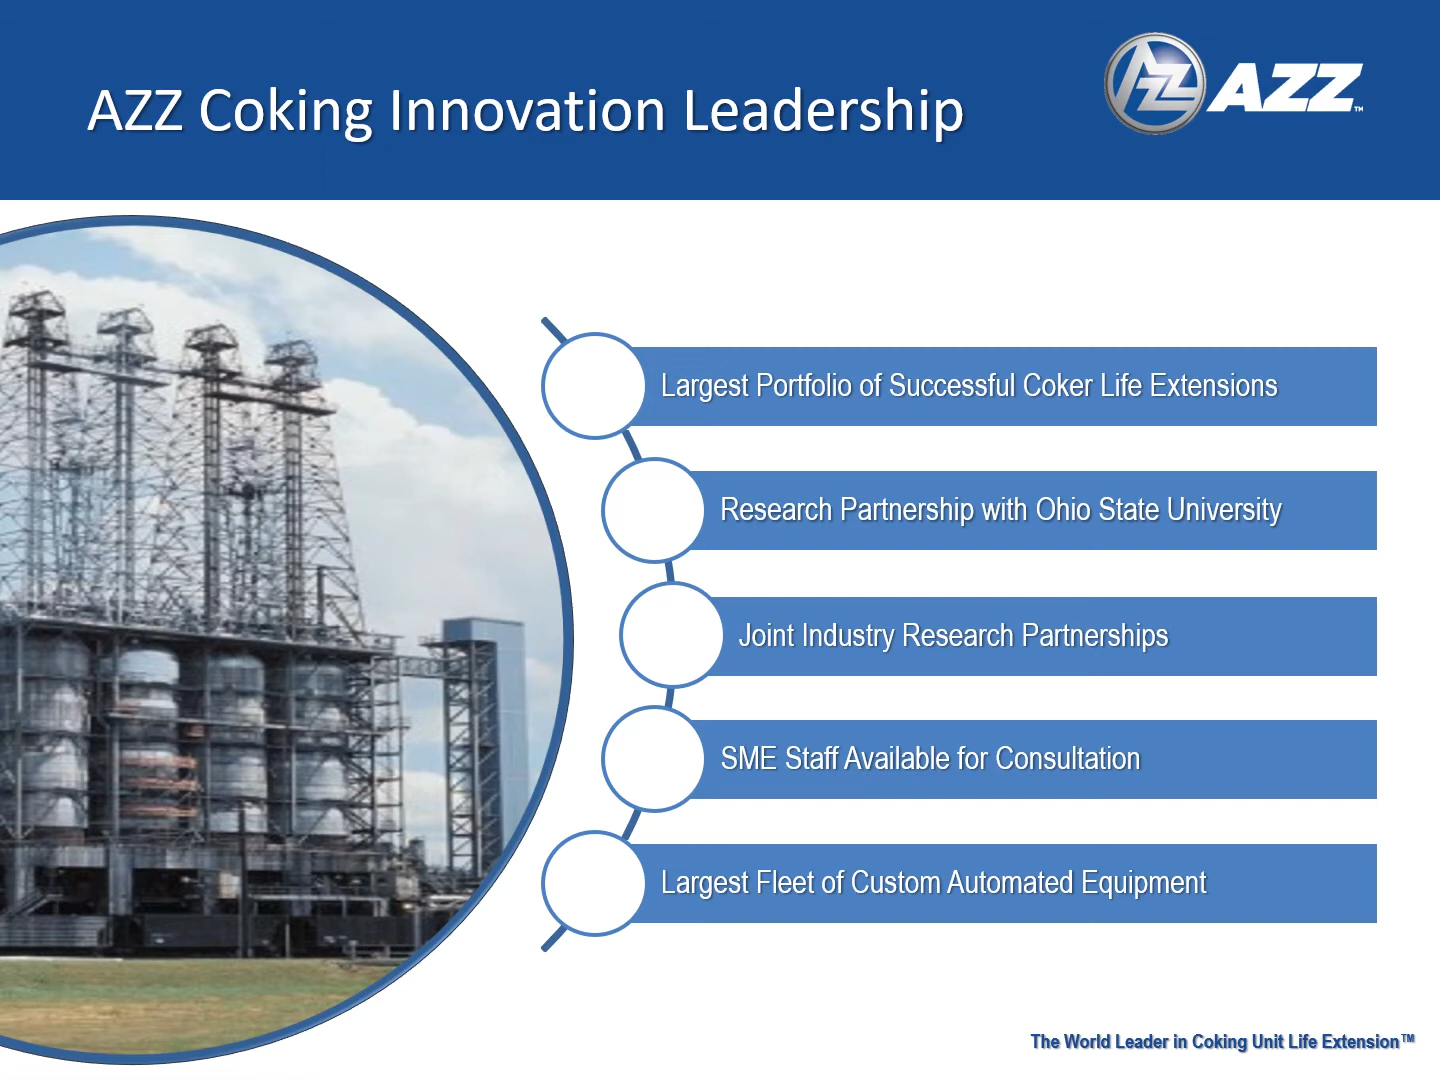 AZZ Coking Innovation Leadership
AZZ
AZZ™
Largest Portfolio of Successful Coker Life Extensions
Research Partnership with Ohio State University
Joint Industry Research Partnerships
SME Staff Available for Consultation
Largest Fleet of Custom Automated Equipment
The World Leader in Coking Unit Life Extension™